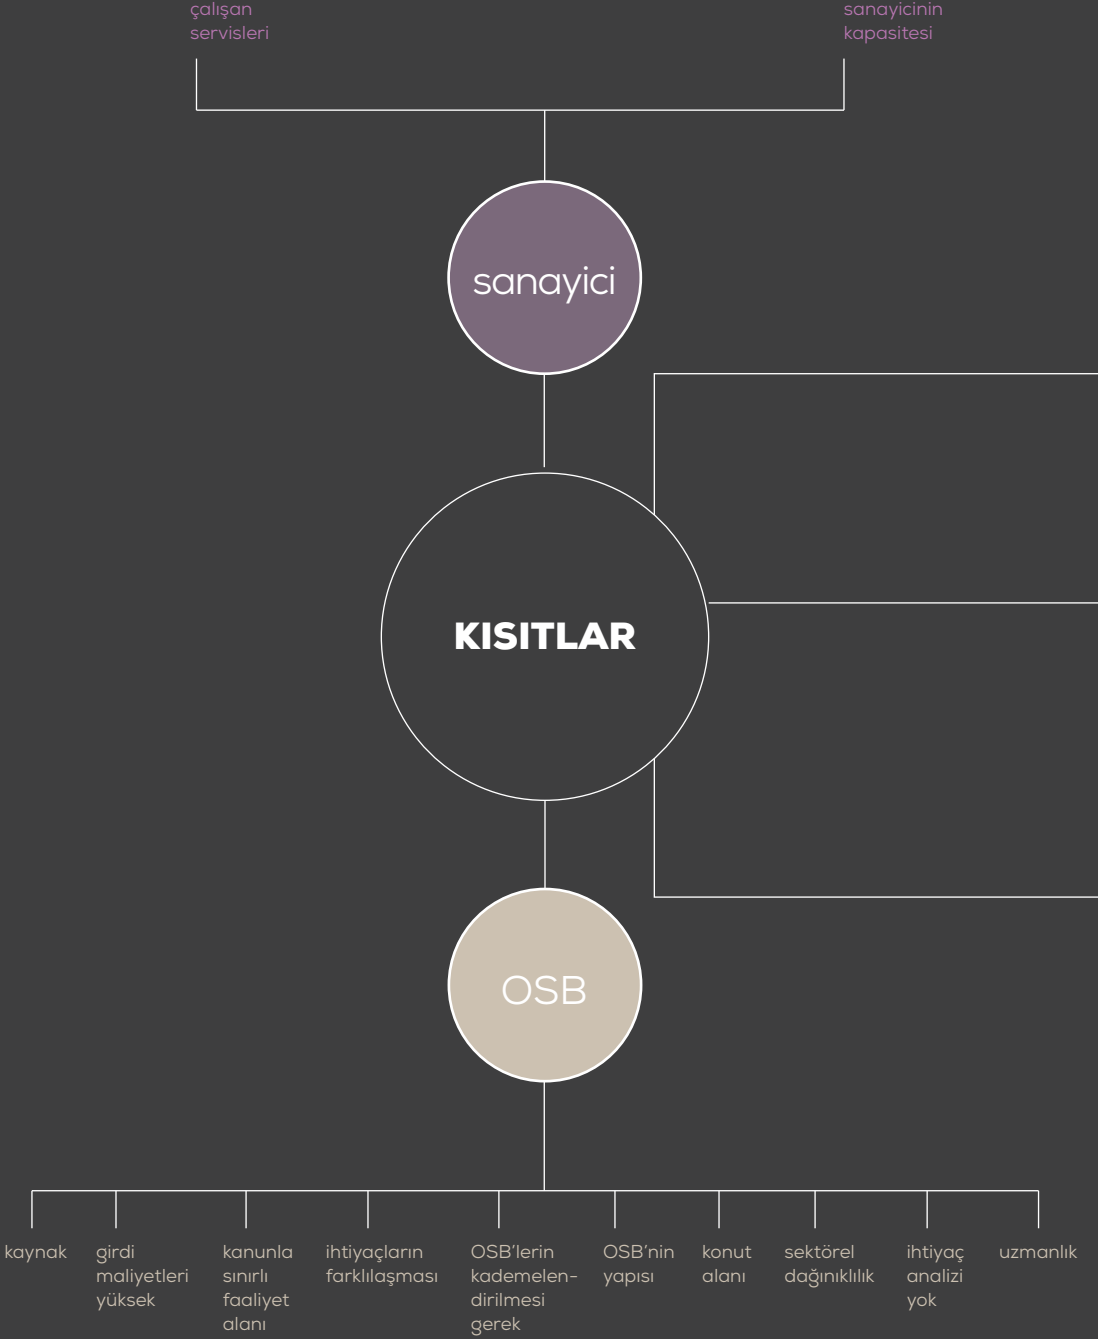 çalışan
servisleri
sanayicinin
kapasitesi
sanayici
KISITLAR
OSB
kaynak
girdi
maliyetleri
yüksek
kanunla
sınırlı
faaliyet
alanı
ihtiyaçların
farklılaşması
OSB'lerin
kademelen-
dirilmesi
gerek
OSB'nin
yapısı
konut
alanı
sektörel
dağınıklılık
ihtiyaç
analizi
yok
uzmanlık